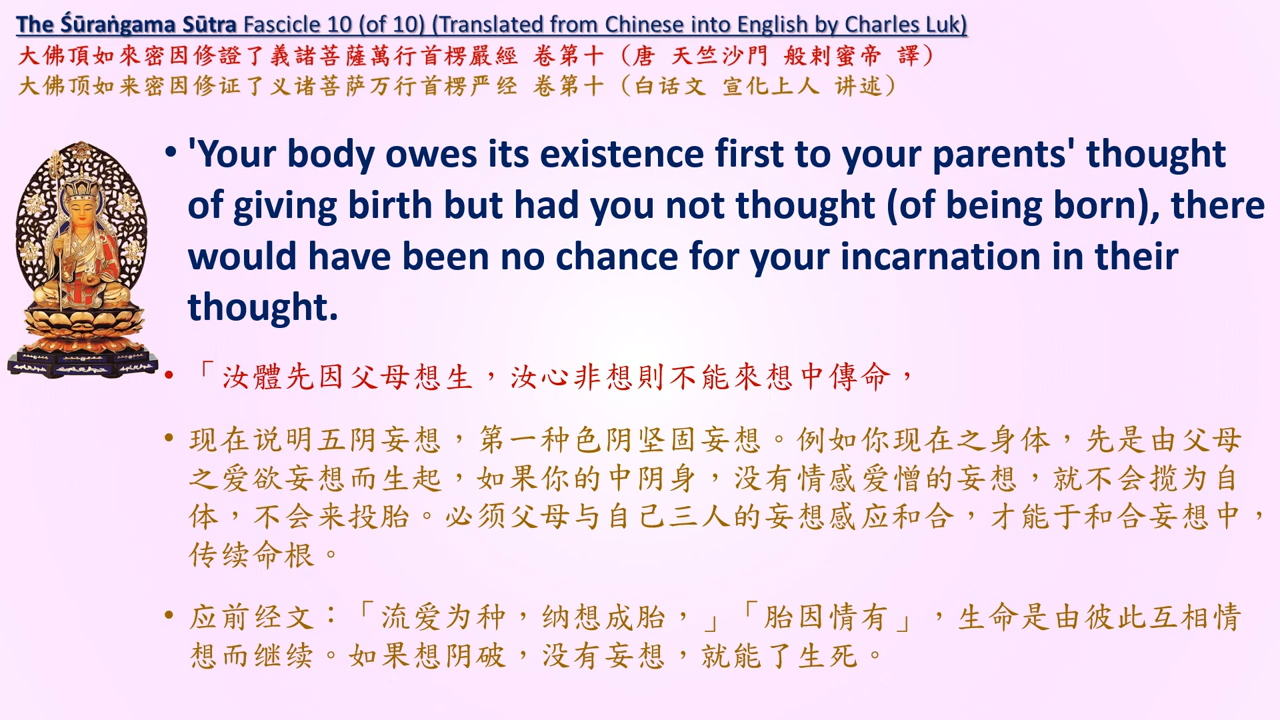 The Śūraṅgama Sūtra Fascicle 10 (of 10) (Translated from Chinese into English by Charles Luk)
大佛頂如來密因修證了義諸菩薩萬行首楞嚴經 卷第十 (唐 天竺沙門 般剌蜜帝 譯)
大佛顶如来密因修证了义诸菩萨万行首楞严经 卷第十 (白话文 宣化上人 讲述)
• 'Your body owes its existence first to your parents' thought
of giving birth but had you not thought (of being born), there
would have been no chance for your incarnation in their
thought.
• 「汝體先因父母想生，汝心非想則不能來想中傳命，
• 现在说明五阴妄想，第一种色阴坚固妄想。例如你现在之身体，先是由父母
之爱欲妄想而生起，如果你的中阴身，没有情感爱憎的妄想，就不会揽为自
体，不会来投胎。必须父母与自己三人的妄想感应和合，才能于和合妄想中，
传续命根。
• 应前经文：「流爱为种，纳想成胎，」「胎因情有」，生命是由彼此互相情
想而继续。如果想阴破，没有妄想，就能了生死。